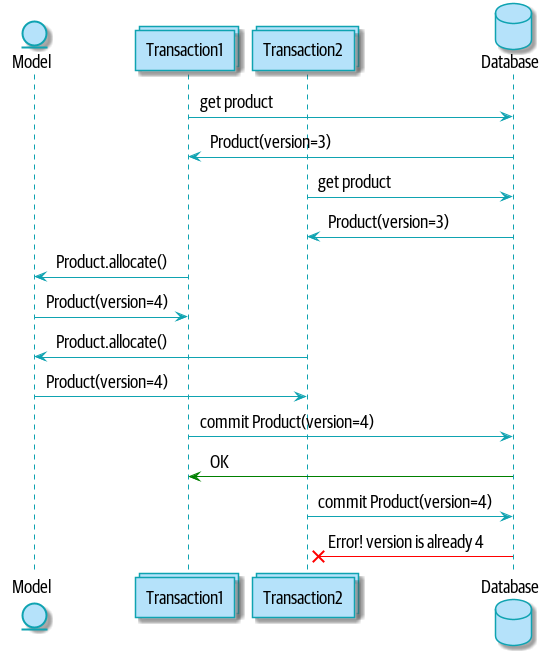 Model
Transaction1
Transaction2
Database
get product
Product(version=3)
get product
Product(version=3)
Product.allocate()
Product(version=4)
Product.allocate()
Product(version=4)
commit Product(version=4)
OK
commit Product(version=4)
Error! version is already 4
Model
Transaction1
Transaction2
Database